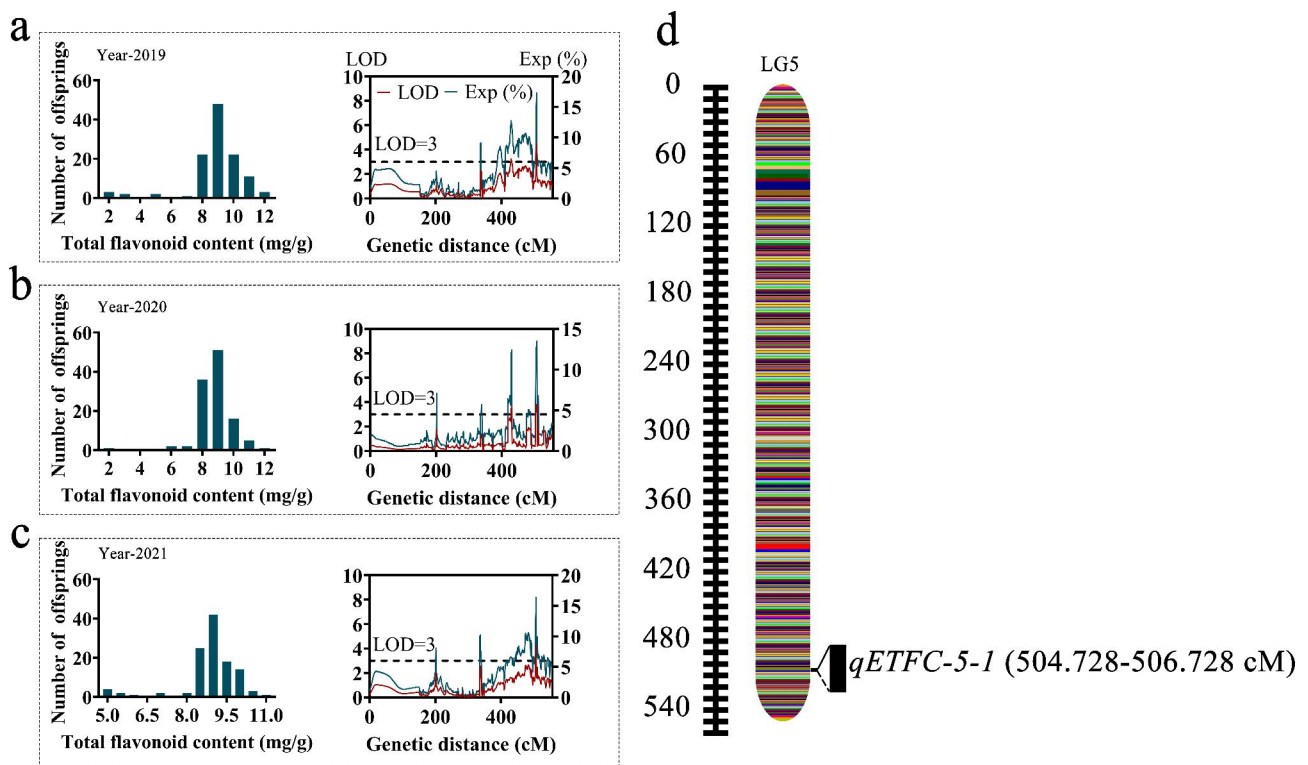 a
Year-2019
Number of offsprings
60
40
20
0
2 4 6 8 10 12
Total flavonoid content (mg/g)
LOD Exp (%)
LOD Exp (%)
LOD=3
10
8
6
4
2
0
20
15
10
5
0
0 200 400
Genetic distance (cM)
b
Year-2020
Number of offsprings
60
40
20
0
2 4 6 8 10 12
Total flavonoid content (mg/g)
LOD=3
10
8
6
4
2
0
15
10
5
0
0 200 400
Genetic distance (cM)
c
Year-2021
Number of offsprings
60
40
20
0
5.0 6.5 8.0 9.5 11.0
Total flavonoid content (mg/g)
LOD=3
10
8
6
4
2
0
20
15
10
5
0
0 200 400
Genetic distance (cM)
d
LG5
0
60
120
180
240
300
360
420
480
540
qETFC-5-1 (504.728-506.728 cM)